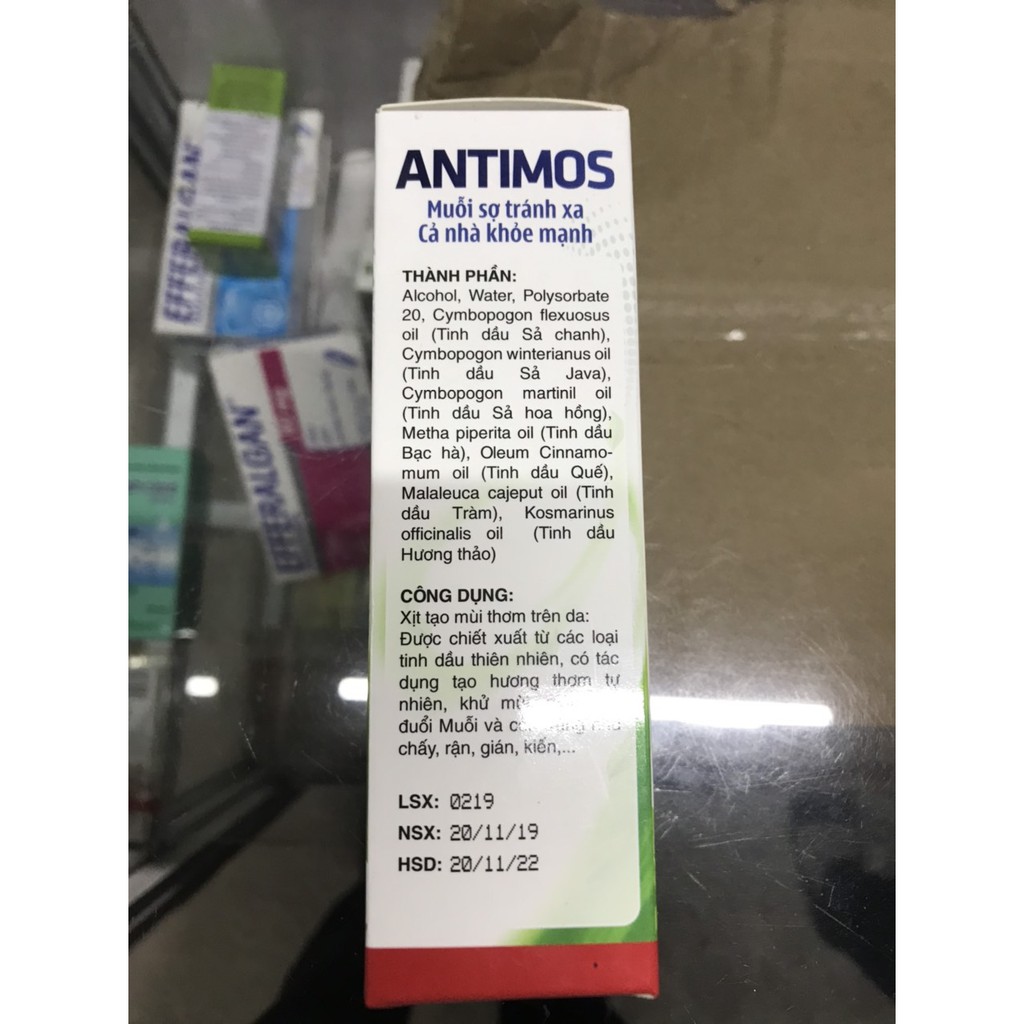 ANTIMOS
Muỗi sợ tránh xa
Cả nhà khỏe mạnh
THÀNH PHẦN:
Alcohol, Water, Polysorbate
20, Cymbopogon flexuosus
oil (Tinh dầu Sả chanh),
Cymbopogon winterianus oil
(Tinh dầu Sả Java),
Cymbopogon martinil oil
(Tinh dầu Sả hoa hồng),
Metha piperita oil (Tinh dầu
Bạc hà), Oleum Cinnamo-
mum oil (Tinh dầu Quế),
Malaleuca cajeput oil (Tinh
dầu Tràm), Kosmarinus
officinalis oil (Tinh dầu
Hương thảo)
CÔNG DỤNG:
Xịt tạo mùi thơm trên da:
Được chiết xuất từ các loại
tinh dầu thiên nhiên, có tác
dụng tạo hương thơm tự
nhiên, khử
đuổi Muỗi và
chấy, rận, gián, kiến,...
LSX: 0219
NSX: 20/11/19
HSD: 20/11/22
EFFERALGAN
EFFERALGAN